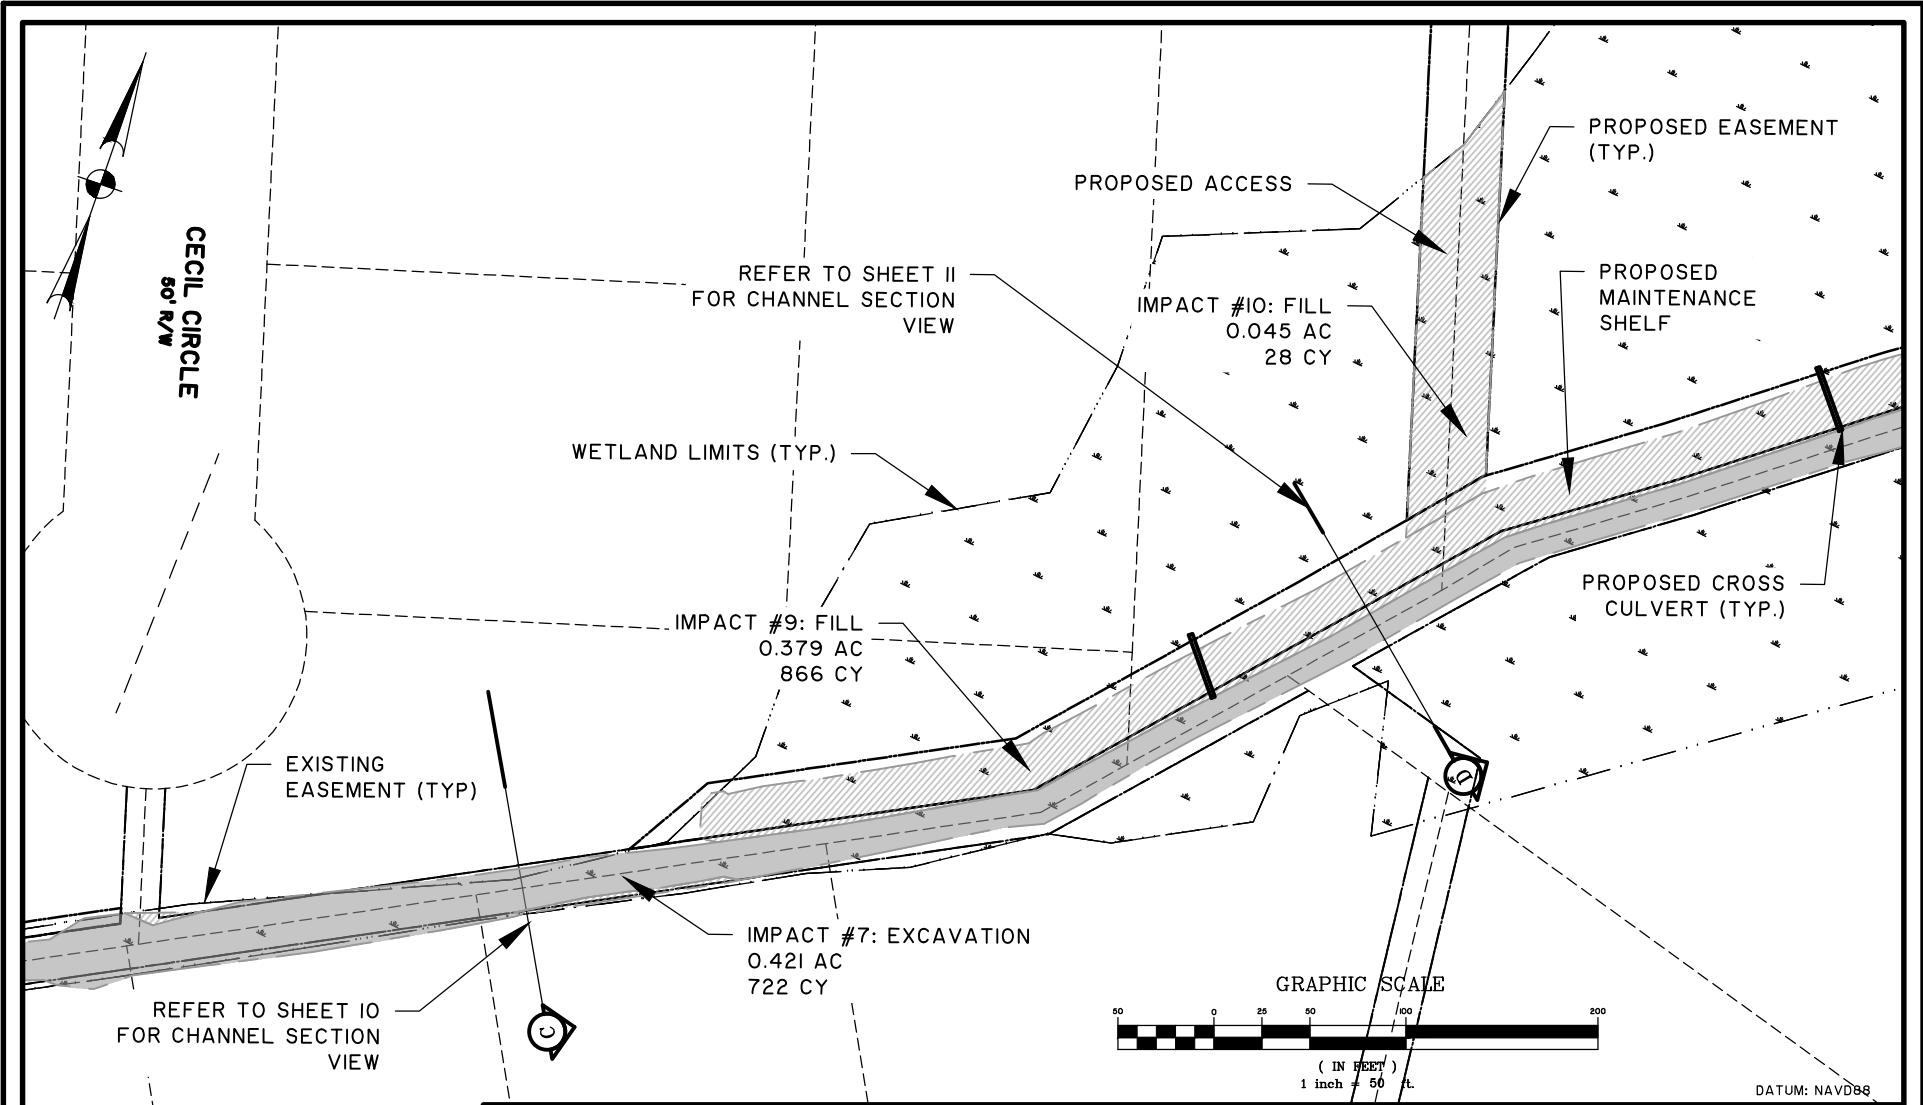 PROPOSED EASEMENT
(TYP.)
PROPOSED ACCESS
CECIL CIRCLE
50' R/W
REFER TO SHEET 11
FOR CHANNEL SECTION
VIEW
IMPACT #10: FILL
0.045 AC
28 CY
PROPOSED
MAINTENANCE
SHELF
WETLAND LIMITS (TYP.)
PROPOSED CROSS
CULVERT (TYP.)
IMPACT #9: FILL
0.379 AC
866 CY
EXISTING
EASEMENT (TYP)
D
IMPACT #7: EXCAVATION
0.421 AC
722 CY
REFER TO SHEET 10
FOR CHANNEL SECTION
VIEW
C
GRAPHIC SCALE
50 0 25 50 100 200
( IN FEET )
1 inch = 50 ft.
DATUM: NAVD88